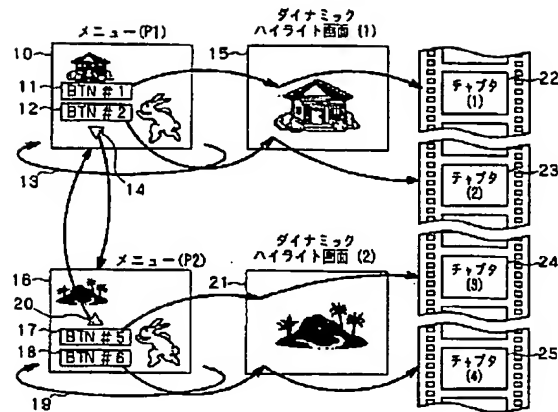 メニュー(P1)
ダイナミック
ハイライト画面(1)
10
15
11
BTN #1
12
BTN #2
13
14
チャプタ
(1)
22
チャプタ
(2)
23
メニュー(P2)
ダイナミック
ハイライト画面(2)
16
21
20
17
BTN #5
18
BTN #6
19
チャプタ
(3)
24
チャプタ
(4)
25